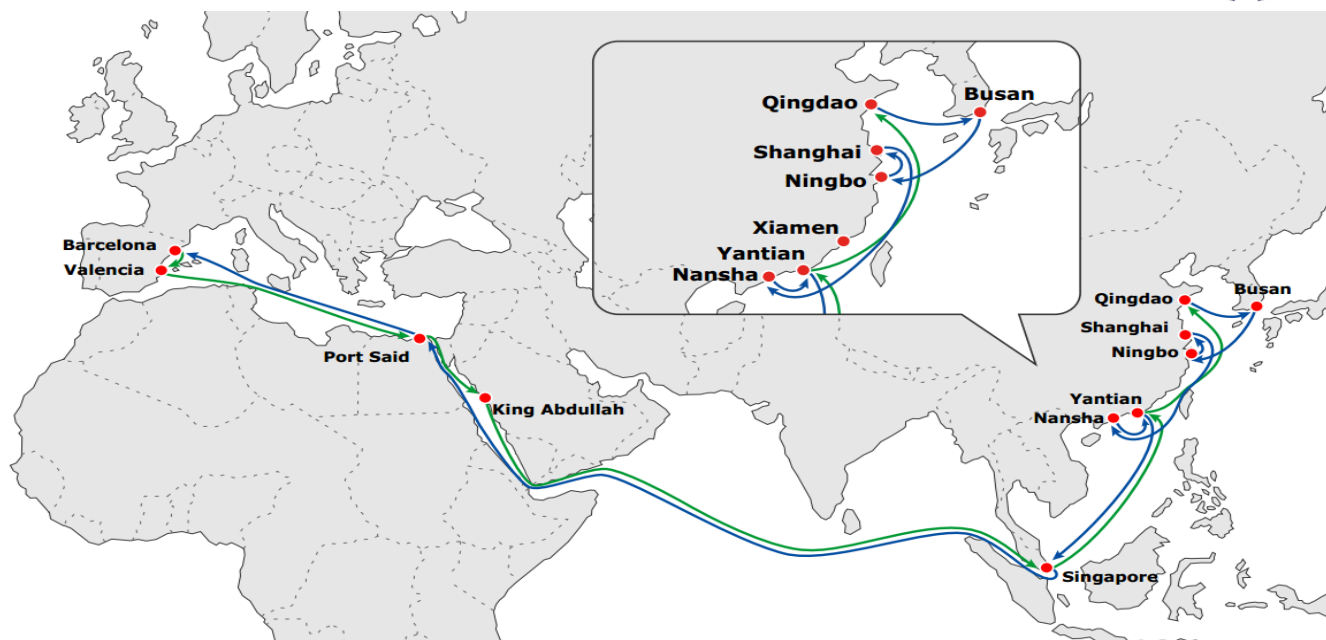 Busan
Qingdao
Shanghai
Ningbo
Xiamen
Yantian
Nansha
Barcelona
Valencia
Port Said
King Abdullah
Qingdao
Busan
Shanghai
Ningbo
Yantian
Nansha
Singapore